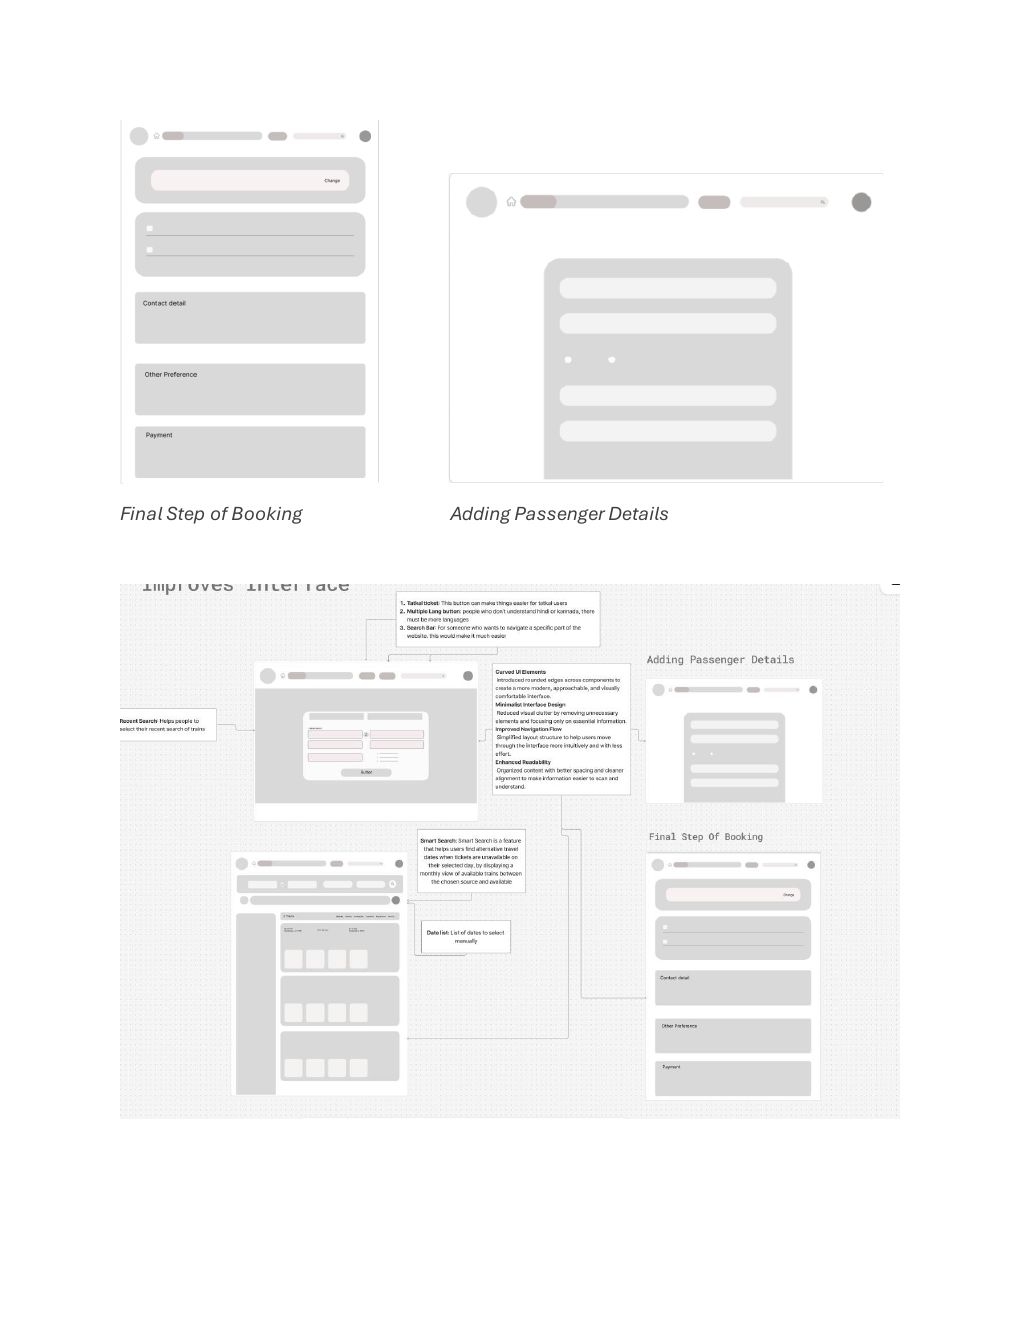 Change
Contact detail
Other Preference
Payment
Final Step of Booking
Adding Passenger Details
Improves Interface
1. Tatkal ticket: This button can make things easier for tatkal users
2. Multiple Lang button: people who don't understand hindi or kannada, there
must be more languages
3. Search Bar: For someone who wants to navigate a specific part of the
website, this would make it much easier
Recent Search: Helps people to
select their recent search of trains
Button
Curved UI Elements
Introduced rounded edges across components to
create a more modern, approachable, and visually
comfortable interface.
Minimalist Interface Design
Reduced visual clutter by removing unnecessary
elements and focusing only on essential information.
Improved Navigation Flow
Simplified layout structure to help users move
through the interface more intuitively and with less
effort.
Enhanced Readability
Organized content with better spacing and cleaner
alignment to make information easier to scan and
understand.
Adding Passenger Details
Smart Search: Smart Search is a feature
that helps users find alternative travel
dates when tickets are unavailable on
their selected day, by displaying a
monthly view of available trains between
the chosen source and available
Date list: List of dates to select
manually
Final Step Of Booking
Change
Contact detail
Other Preference
Payment